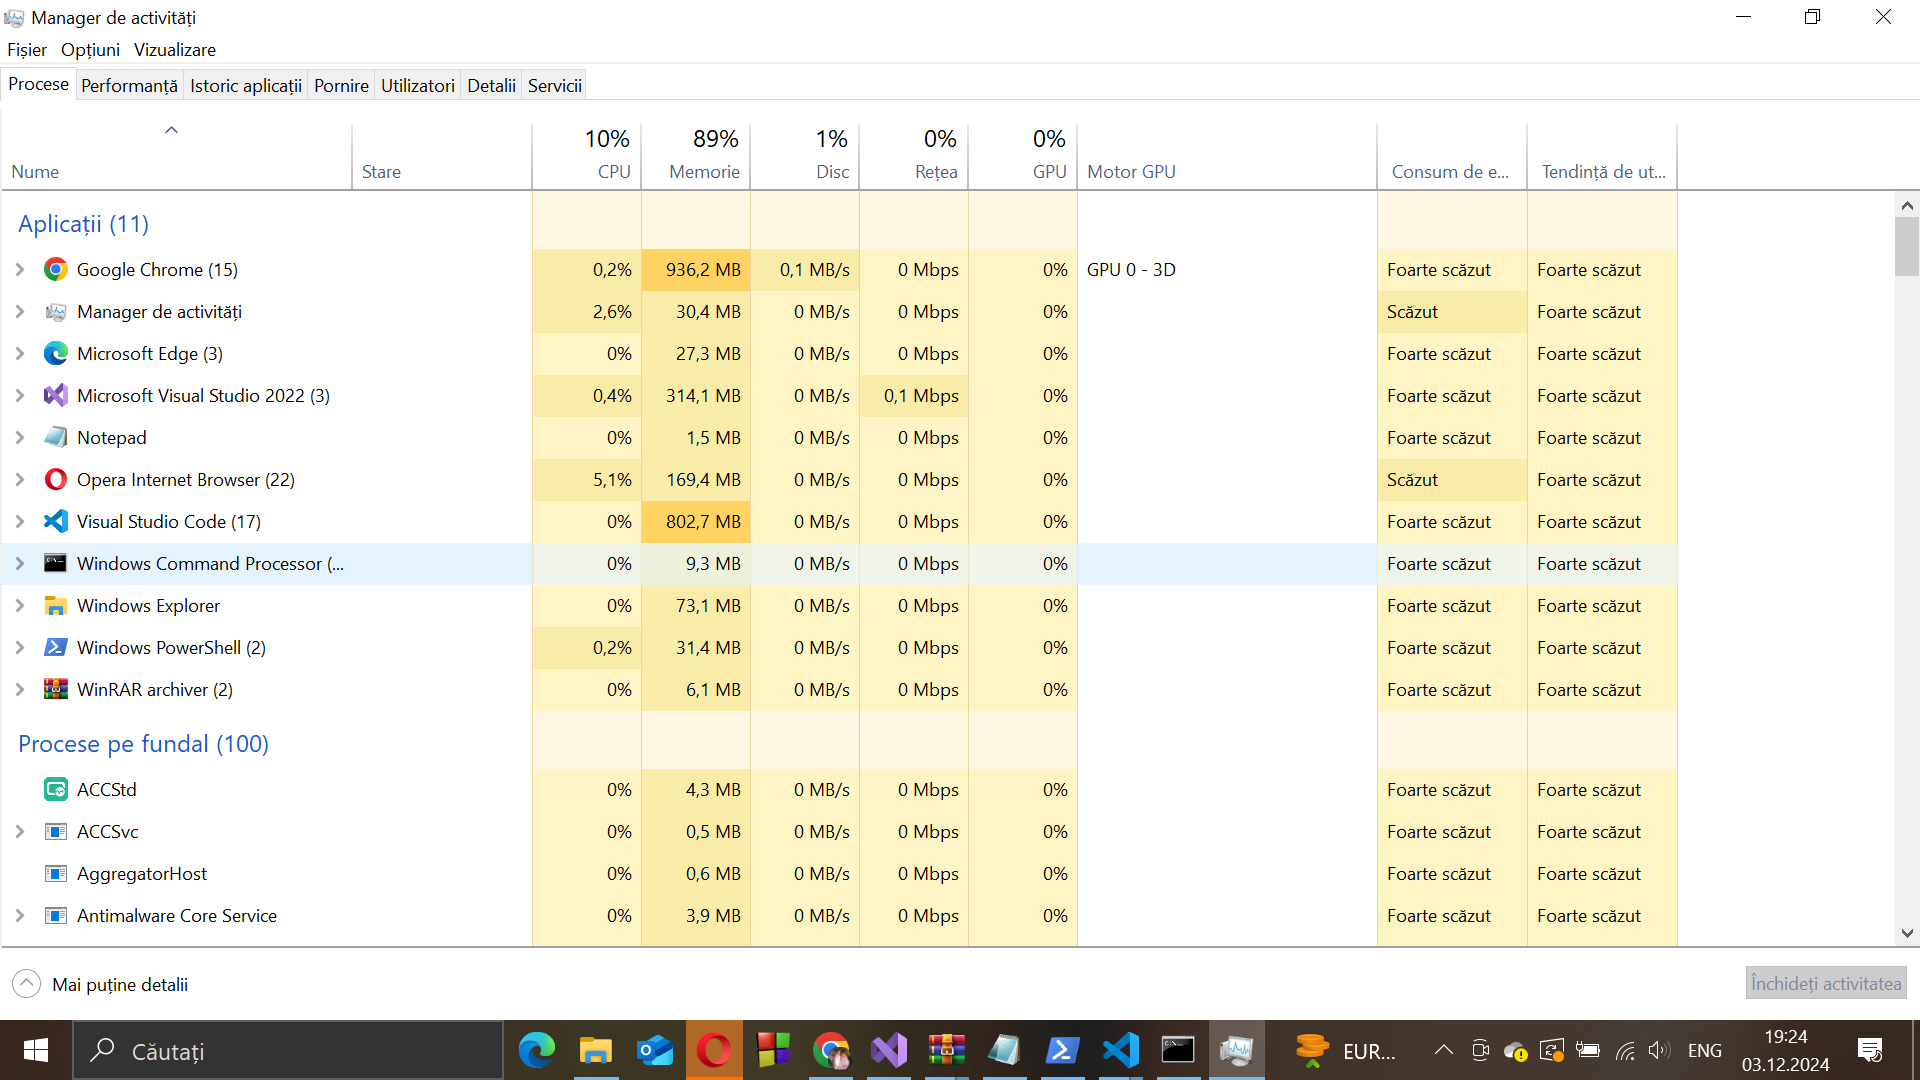 Manager de activități
Fișier Opțiuni Vizualizare
Procese Performanță Istoric aplicații Pornire Utilizatori Detalii Servicii
10% 89% 1% 0% 0%
Nume Stare CPU Memorie Disc Rețea GPU Motor GPU Consum de e... Tendință de ut...
Aplicații (11)
Google Chrome (15) 0,2% 936,2 MB 0,1 MB/s 0 Mbps 0% GPU 0 - 3D Foarte scăzut Foarte scăzut
Manager de activități 2,6% 30,4 MB 0 MB/s 0 Mbps 0% Scăzut Foarte scăzut
Microsoft Edge (3) 0% 27,3 MB 0 MB/s 0 Mbps 0% Foarte scăzut Foarte scăzut
Microsoft Visual Studio 2022 (3) 0,4% 314,1 MB 0 MB/s 0,1 Mbps 0% Foarte scăzut Foarte scăzut
Notepad 0% 1,5 MB 0 MB/s 0 Mbps 0% Foarte scăzut Foarte scăzut
Opera Internet Browser (22) 5,1% 169,4 MB 0 MB/s 0 Mbps 0% Scăzut Foarte scăzut
Visual Studio Code (17) 0% 802,7 MB 0 MB/s 0 Mbps 0% Foarte scăzut Foarte scăzut
Windows Command Processor (... 0% 9,3 MB 0 MB/s 0 Mbps 0% Foarte scăzut Foarte scăzut
Windows Explorer 0% 73,1 MB 0 MB/s 0 Mbps 0% Foarte scăzut Foarte scăzut
Windows PowerShell (2) 0,2% 31,4 MB 0 MB/s 0 Mbps 0% Foarte scăzut Foarte scăzut
WinRAR archiver (2) 0% 6,1 MB 0 MB/s 0 Mbps 0% Foarte scăzut Foarte scăzut
Procese pe fundal (100)
ACCStd 0% 4,3 MB 0 MB/s 0 Mbps 0% Foarte scăzut Foarte scăzut
ACCSvc 0% 0,5 MB 0 MB/s 0 Mbps 0% Foarte scăzut Foarte scăzut
AggregatorHost 0% 0,6 MB 0 MB/s 0 Mbps 0% Foarte scăzut Foarte scăzut
Antimalware Core Service 0% 3,9 MB 0 MB/s 0 Mbps 0% Foarte scăzut Foarte scăzut
Mai puține detalii Închideți activitatea
Căutați EUR... ENG 19:24
03.12.2024